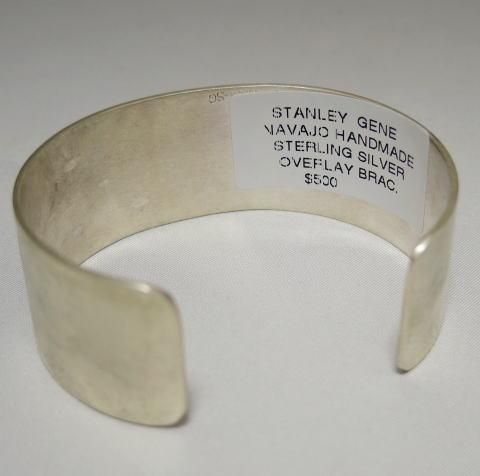 STANLEY GENE
NAVAJO HANDMADE
STERLING SILVER
OVERLAY BRAC.
$500